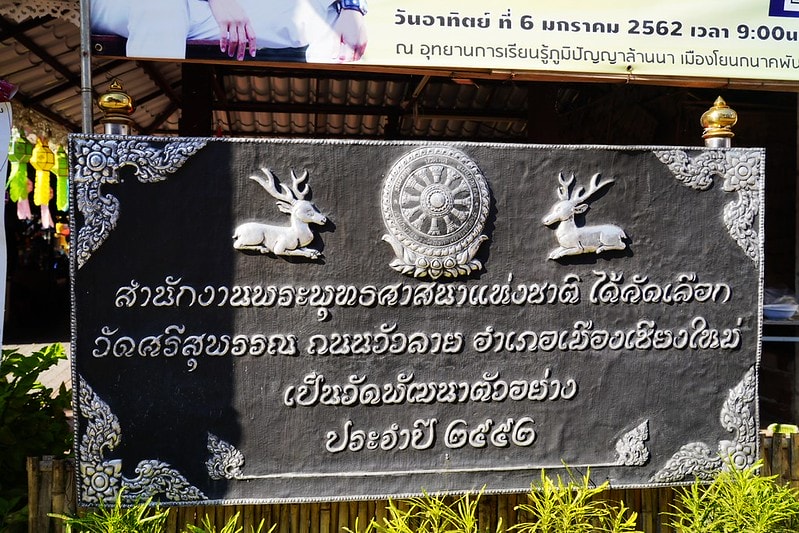 วันอาทิตย์ ที่ 6 มกราคม 2562 เวลา 9:00น
ณ อุทยานการเรียนรู้ภูมิปัญญาล้านนา เมืองโยนกนาคพัน
สำนักงานพระพุทธศาสนาแห่งชาติ ได้คัดเลือก
วัดศรีสุพรรณ ถนนวัวลาย อำเภอเมืองเชียงใหม่
เป็นวัดพัฒนาตัวอย่าง
ประจำปี ๒๕๕๑